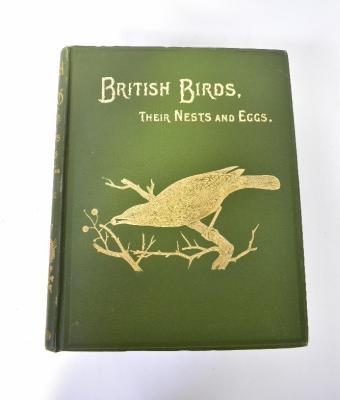 British Birds,
Their Nests and Eggs.